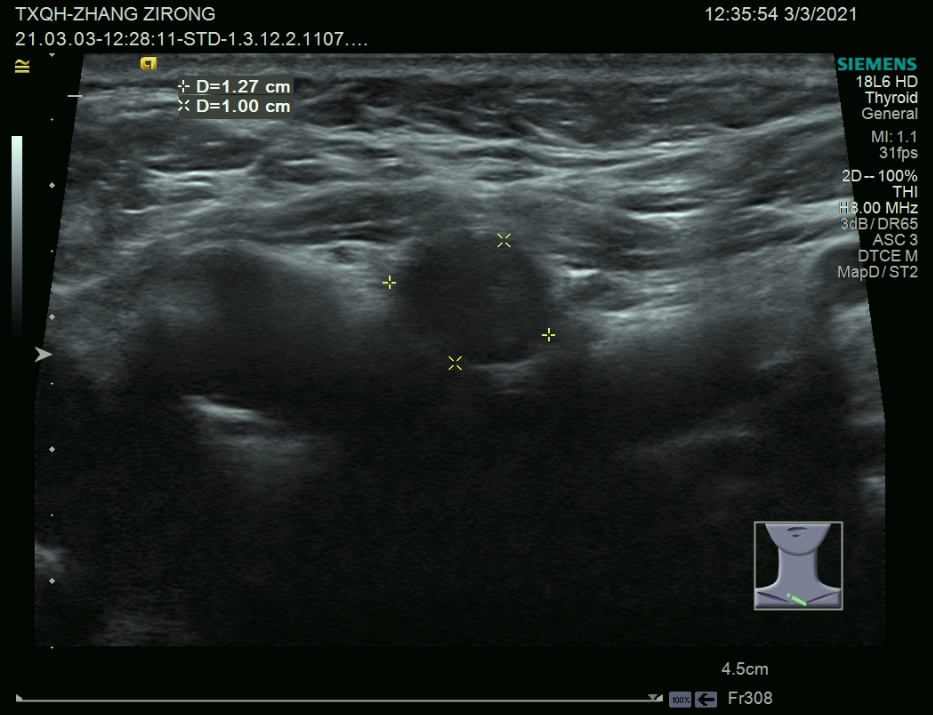 TXQH-ZHANG ZIRONG
12:35:54 3/3/2021
21.03.03-12:28:11-STD-1.3.12.2.1107....
D=1.27 cm
D=1.00 cm
SIEMENS
18L6 HD
Thyroid
General
MI: 1.1
31fps
2D--100%
THI
H8.00 MHz
3dB/DR65
ASC 3
DTCE M
MapD/ST2
4.5cm
100%
Fr308